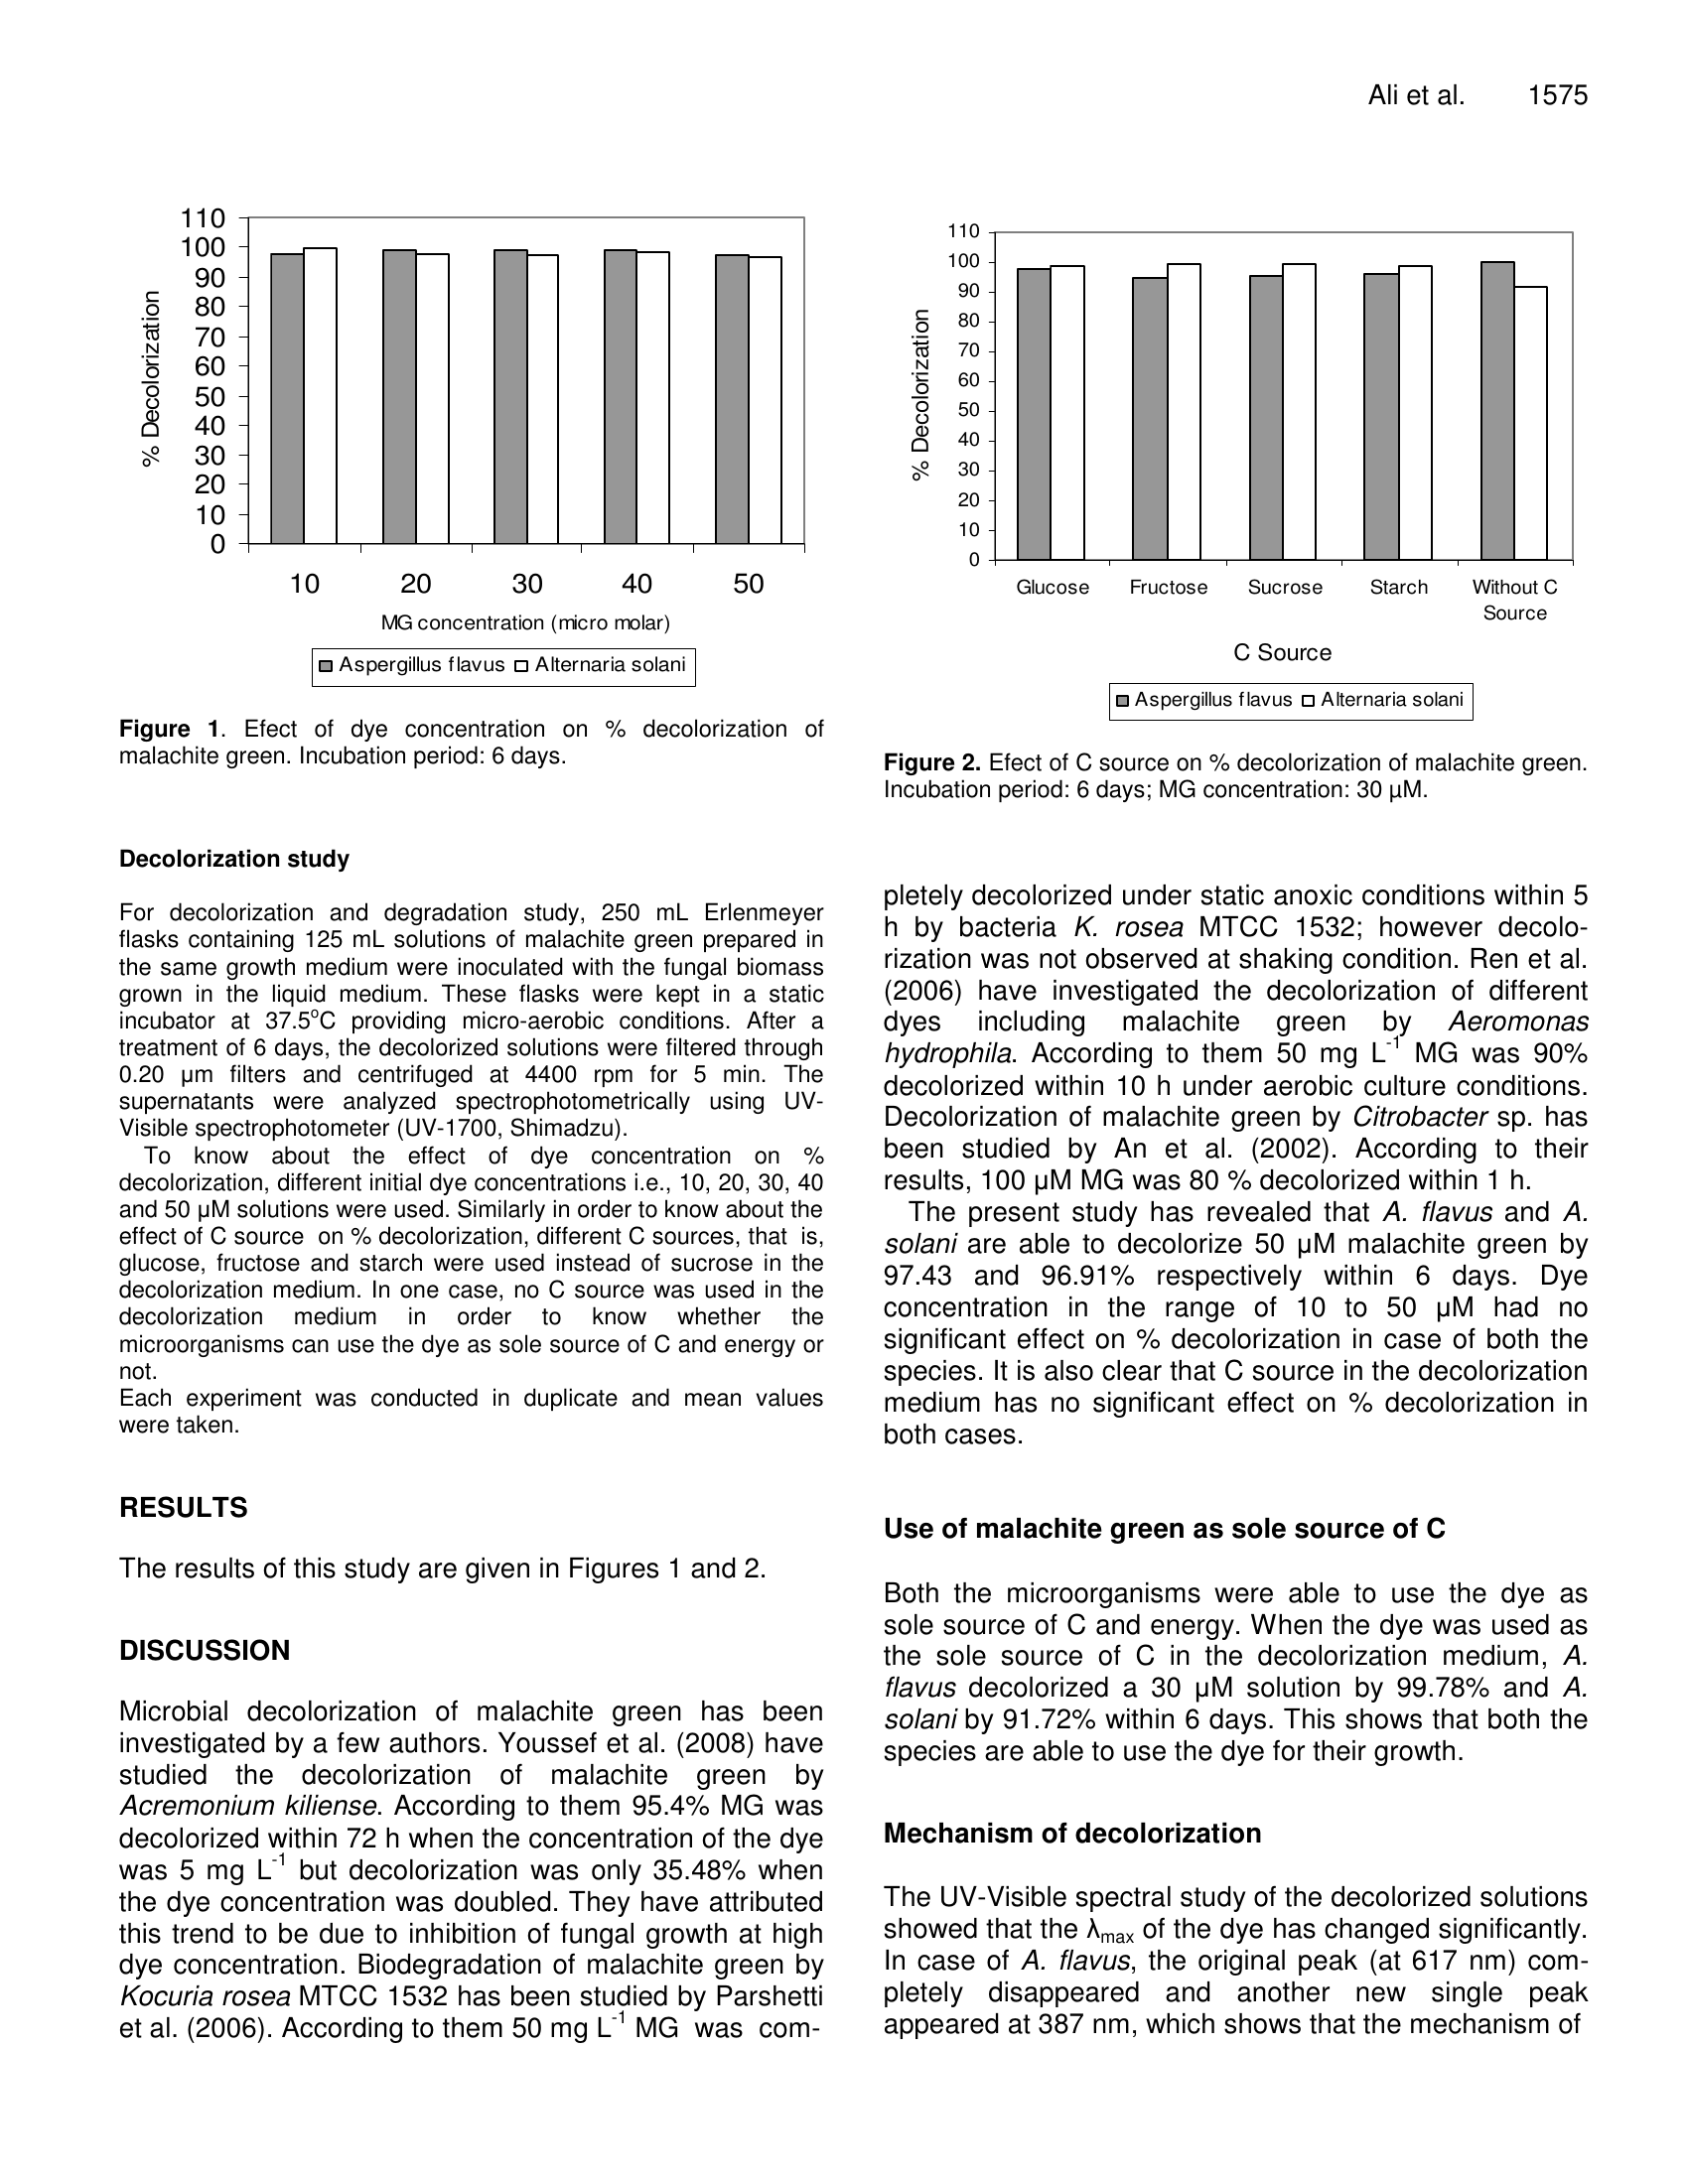 Ali et al. 1575
110
100
90
80
70
60
50
40
30
20
10
0
% Decolorization
10 20 30 40 50
MG concentration (micro molar)
Aspergillus flavus Alternaria solani
Figure 1. Efect of dye concentration on % decolorization of
malachite green. Incubation period: 6 days.
Decolorization study
For decolorization and degradation study, 250 mL Erlenmeyer
flasks containing 125 mL solutions of malachite green prepared in
the same growth medium were inoculated with the fungal biomass
grown in the liquid medium. These flasks were kept in a static
incubator at 37.5°C providing micro-aerobic conditions. After a
treatment of 6 days, the decolorized solutions were filtered through
0.20 µm filters and centrifuged at 4400 rpm for 5 min. The
supernatants were analyzed spectrophotometrically using UV-
Visible spectrophotometer (UV-1700, Shimadzu).
To know about the effect of dye concentration on %
decolorization, different initial dye concentrations i.e., 10, 20, 30, 40
and 50 µM solutions were used. Similarly in order to know about the
effect of C source on % decolorization, different C sources, that is,
glucose, fructose and starch were used instead of sucrose in the
decolorization medium. In one case, no C source was used in the
decolorization medium in order to know whether the
microorganisms can use the dye as sole source of C and energy or
not.
Each experiment was conducted in duplicate and mean values
were taken.
RESULTS
The results of this study are given in Figures 1 and 2.
DISCUSSION
Microbial decolorization of malachite green has been
investigated by a few authors. Youssef et al. (2008) have
studied the decolorization of malachite green by
Acremonium kiliense. According to them 95.4% MG was
decolorized within 72 h when the concentration of the dye
was 5 mg L-1 but decolorization was only 35.48% when
the dye concentration was doubled. They have attributed
this trend to be due to inhibition of fungal growth at high
dye concentration. Biodegradation of malachite green by
Kocuria rosea MTCC 1532 has been studied by Parshetti
et al. (2006). According to them 50 mg L-1 MG was com-
110
100
90
80
70
60
50
40
30
20
10
0
% Decolorization
Glucose Fructose Sucrose Starch Without C
Source
C Source
Aspergillus flavus Alternaria solani
Figure 2. Efect of C source on % decolorization of malachite green.
Incubation period: 6 days; MG concentration: 30 µM.
pletely decolorized under static anoxic conditions within 5
h by bacteria K. rosea MTCC 1532; however decolo-
rization was not observed at shaking condition. Ren et al.
(2006) have investigated the decolorization of different
dyes including malachite green by Aeromonas
hydrophila. According to them 50 mg L-1 MG was 90%
decolorized within 10 h under aerobic culture conditions.
Decolorization of malachite green by Citrobacter sp. has
been studied by An et al. (2002). According to their
results, 100 µM MG was 80 % decolorized within 1 h.
The present study has revealed that A. flavus and A.
solani are able to decolorize 50 µM malachite green by
97.43 and 96.91% respectively within 6 days. Dye
concentration in the range of 10 to 50 µM had no
significant effect on % decolorization in case of both the
species. It is also clear that C source in the decolorization
medium has no significant effect on % decolorization in
both cases.
Use of malachite green as sole source of C
Both the microorganisms were able to use the dye as
sole source of C and energy. When the dye was used as
the sole source of C in the decolorization medium, A.
flavus decolorized a 30 µM solution by 99.78% and A.
solani by 91.72% within 6 days. This shows that both the
species are able to use the dye for their growth.
Mechanism of decolorization
The UV-Visible spectral study of the decolorized solutions
showed that the λmax of the dye has changed significantly.
In case of A. flavus, the original peak (at 617 nm) com-
pletely disappeared and another new single peak
appeared at 387 nm, which shows that the mechanism of